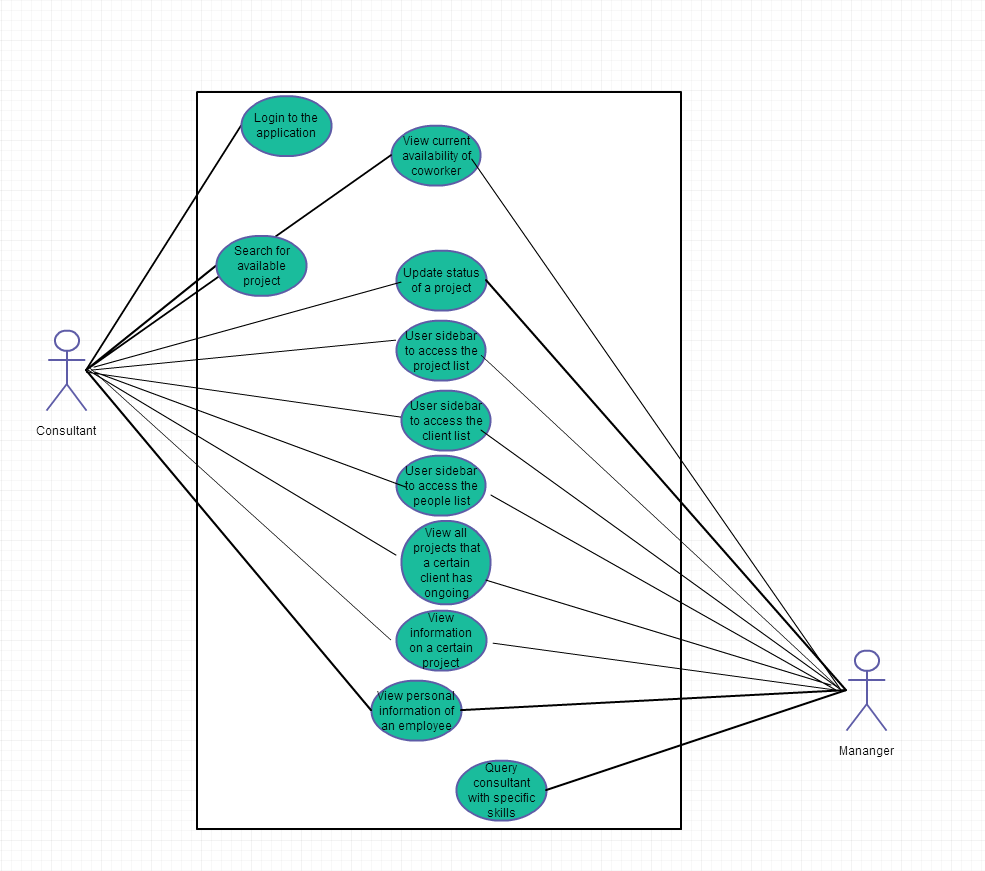 Login to the
application
View current
availability of
coworker
Search for
available
project
Update status
of a project
User sidebar
to access the
project list
User sidebar
to access the
client list
User sidebar
to access the
people list
View all
projects that
a certain
client has
ongoing
View
information
on a certain
project
View personal
information of
an employee
Query
consultant
with specific
skills
Consultant
Mananger